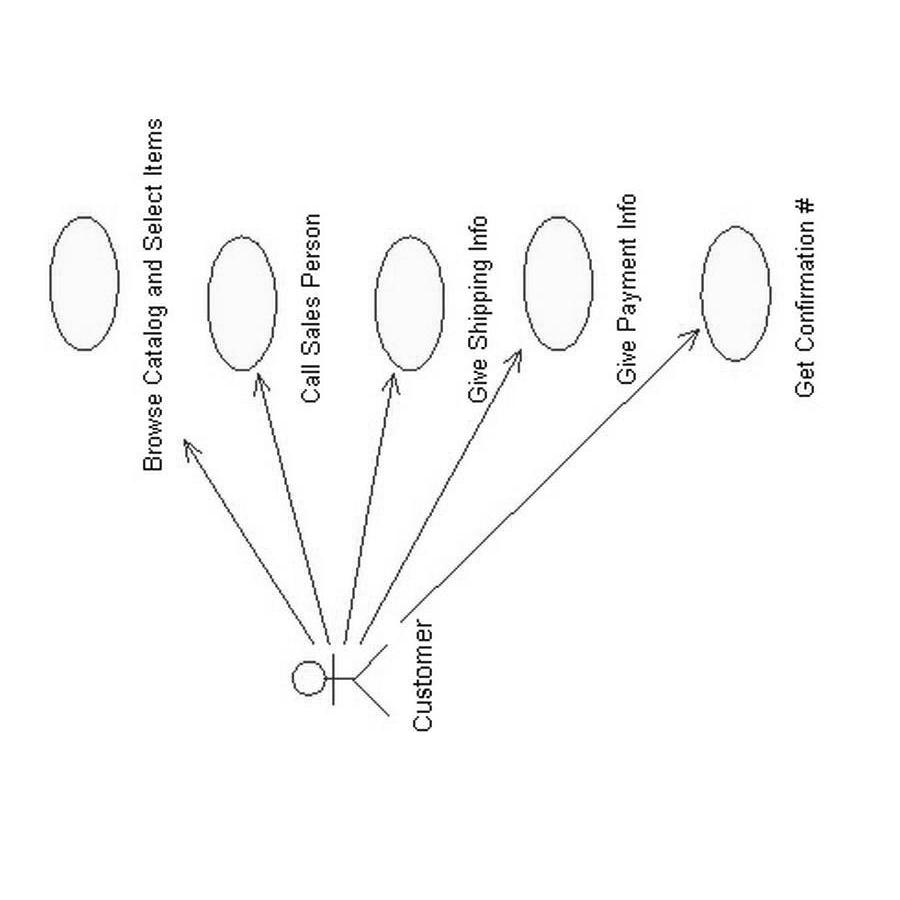 Browse Catalog and Select Items
Call Sales Person
Give Shipping Info
Give Payment Info
Get Confirmation #
Customer